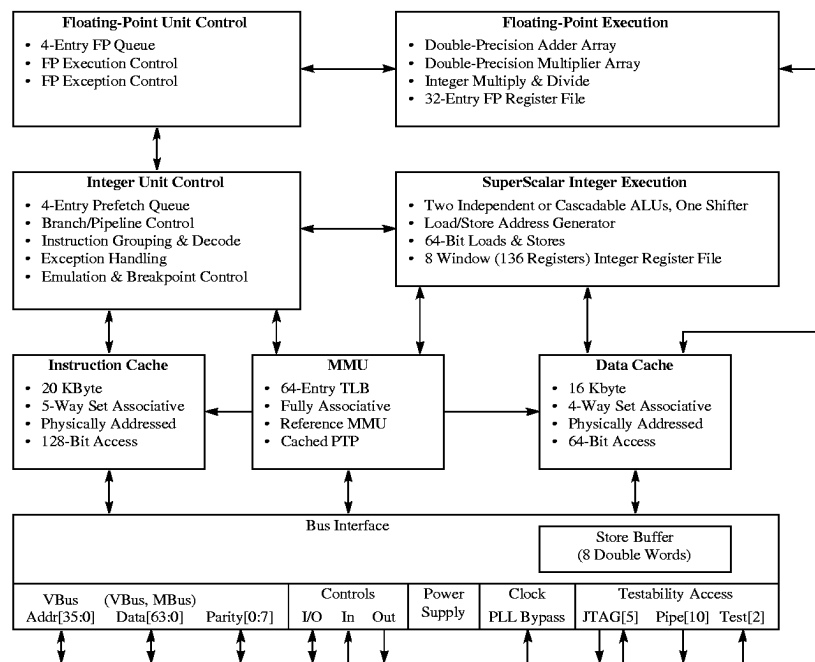 Floating-Point Unit Control
• 4-Entry FP Queue
• FP Execution Control
• FP Exception Control
Floating-Point Execution
• Double-Precision Adder Array
• Double-Precision Multiplier Array
• Integer Multiply & Divide
• 32-Entry FP Register File
Integer Unit Control
• 4-Entry Prefetch Queue
• Branch/Pipeline Control
• Instruction Grouping & Decode
• Exception Handling
• Emulation & Breakpoint Control
SuperScalar Integer Execution
• Two Independent or Cascadable ALUs, One Shifter
• Load/Store Address Generator
• 64-Bit Loads & Stores
• 8 Window (136 Registers) Integer Register File
Instruction Cache
• 20 KByte
• 5-Way Set Associative
• Physically Addressed
• 128-Bit Access
MMU
• 64-Entry TLB
• Fully Associative
• Reference MMU
• Cached PTP
Data Cache
• 16 Kbyte
• 4-Way Set Associative
• Physically Addressed
• 64-Bit Access
Bus Interface
Store Buffer
(8 Double Words)
VBus
Addr[35:0]
(VBus, MBus)
Data[63:0]
Parity[0:7]
Controls
I/O In Out
Power
Supply
Clock
PLL Bypass
Testability Access
JTAG[5] Pipe[10] Test[2]